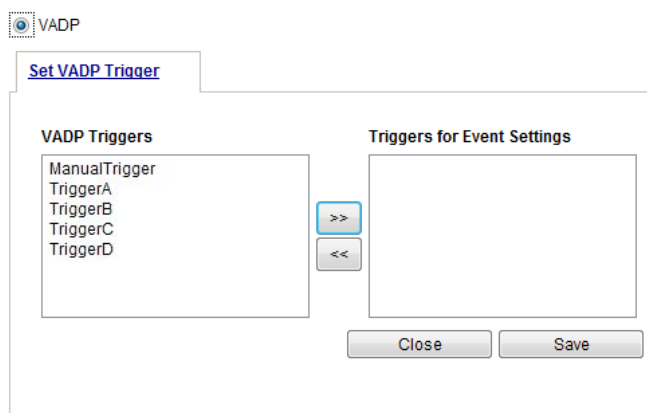 VADP
Set VADP Trigger
VADP Triggers
Triggers for Event Settings
ManualTrigger
TriggerA
TriggerB
TriggerC
TriggerD
>>
<<
Close
Save